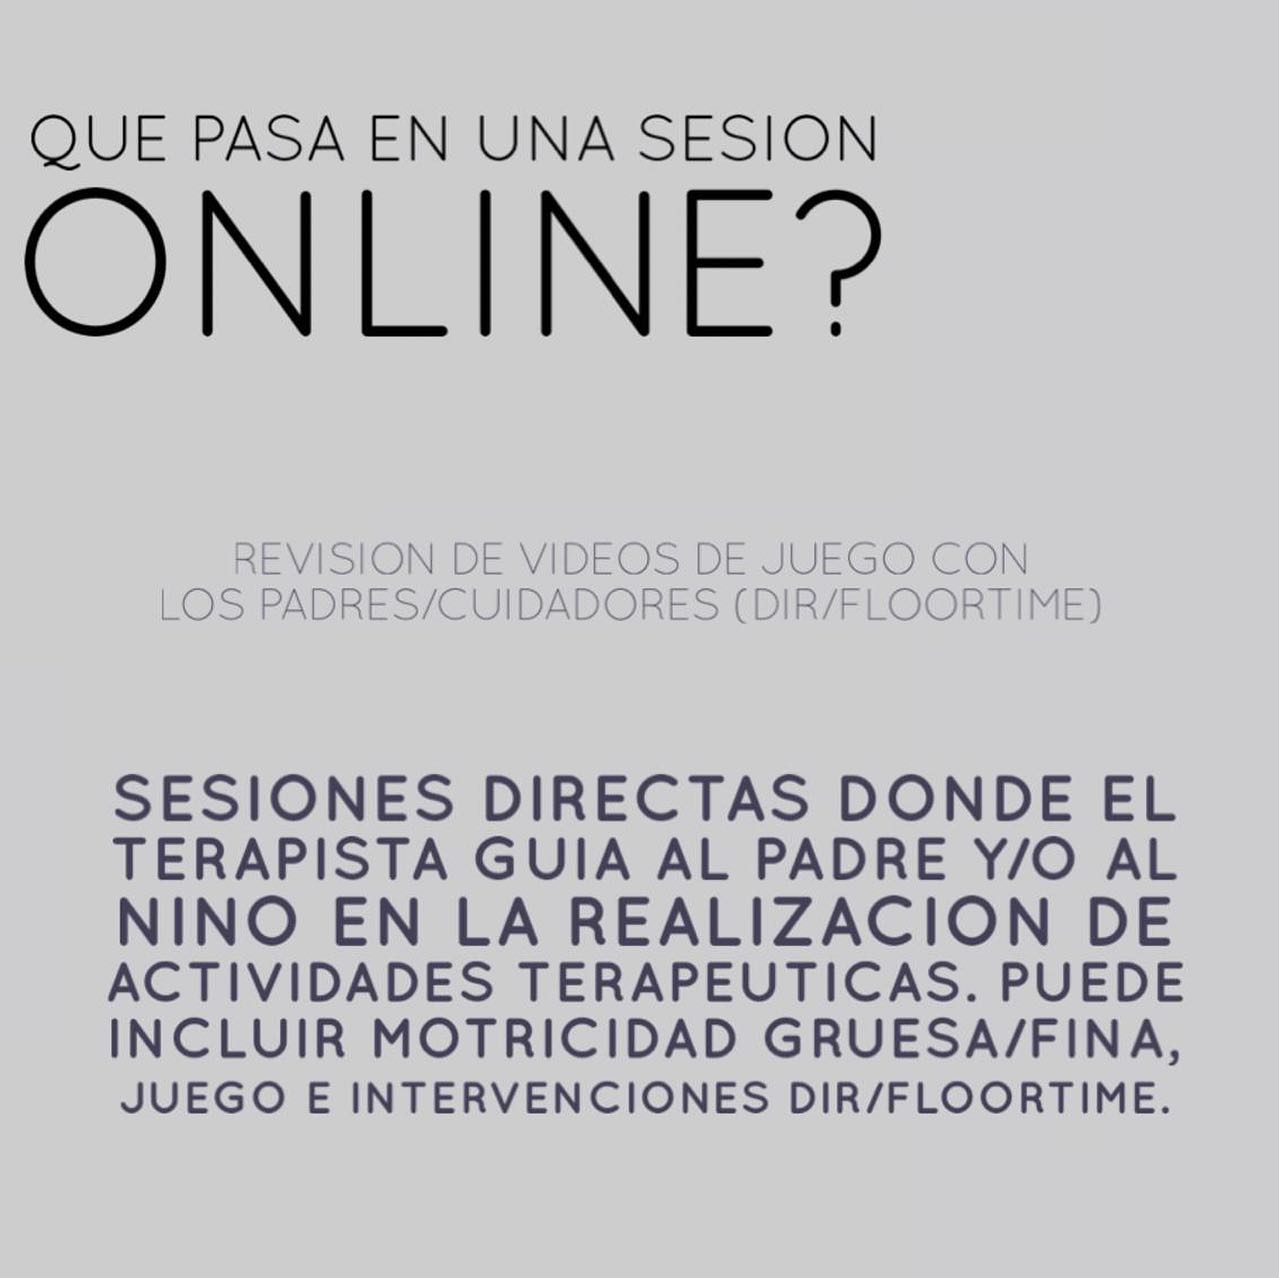 QUE PASA EN UNA SESION
ONLINE?
REVISION DE VIDEOS DE JUEGO CON
LOS PADRES/CUIDADORES (DIR/FLOORTIME)
SESIONES DIRECTAS DONDE EL
TERAPISTA GUIA AL PADRE Y/O AL
NINO EN LA REALIZACION DE
ACTIVIDADES TERAPEUTICAS. PUEDE
INCLUIR MOTRICIDAD GRUESA/FINA,
JUEGO E INTERVENCIONES DIR/FLOORTIME.